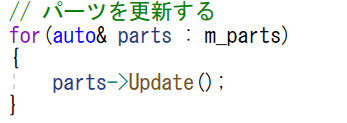 // パーツを更新する
for(auto& parts : m_parts)
{
    parts->Update();
}